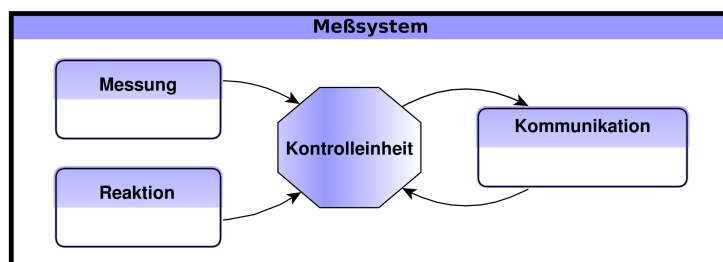 Meßsystem
Messung
Kommunikation
Kontrolleinheit
Reaktion